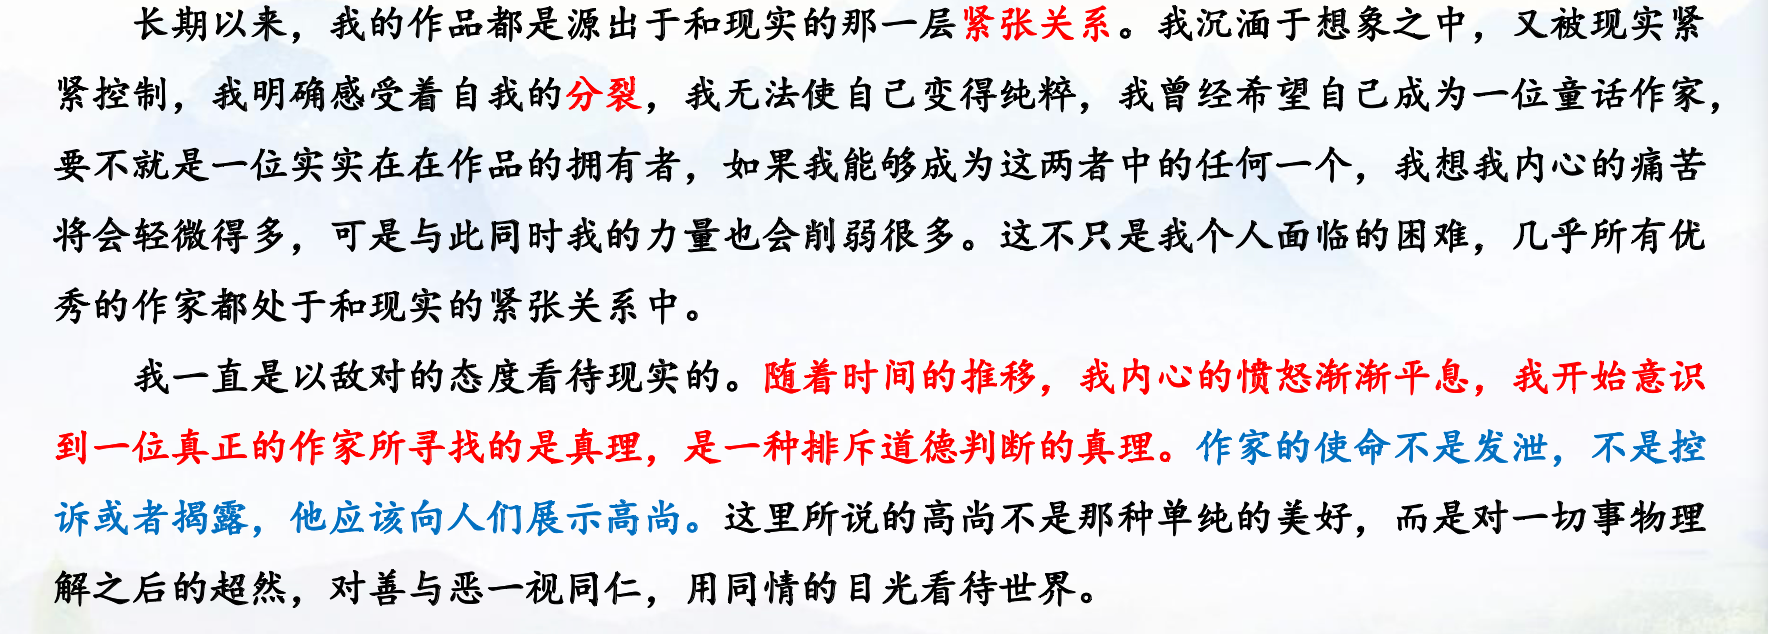 长期以来，我的作品都是源出于和现实的那一层紧张关系。我沉湎于想象之中，又被现实紧
紧控制，我明确感受着自我的分裂，我无法使自己变得纯粹，我曾经希望自己成为一位童话作家，
要不就是一位实实在在作品的拥有者，如果我能够成为这两者中的任何一个，我想我内心的痛苦
将会轻微得多，可是与此同时我的力量也会削弱很多。这不只是我个人面临的困难，几乎所有优
秀的作家都处于和现实的紧张关系中。
我一直是以敌对的态度看待现实的。随着时间的推移，我内心的愤怒渐渐平息，我开始意识
到一位真正的作家所寻找的是真理，是一种排斥道德判断的真理。作家的使命不是发泄，不是控
诉或者揭露，他应该向人们展示高尚。这里所说的高尚不是那种单纯的美好，而是对一切事物理
解之后的超然，对善与恶一视同仁，用同情的目光看待世界。